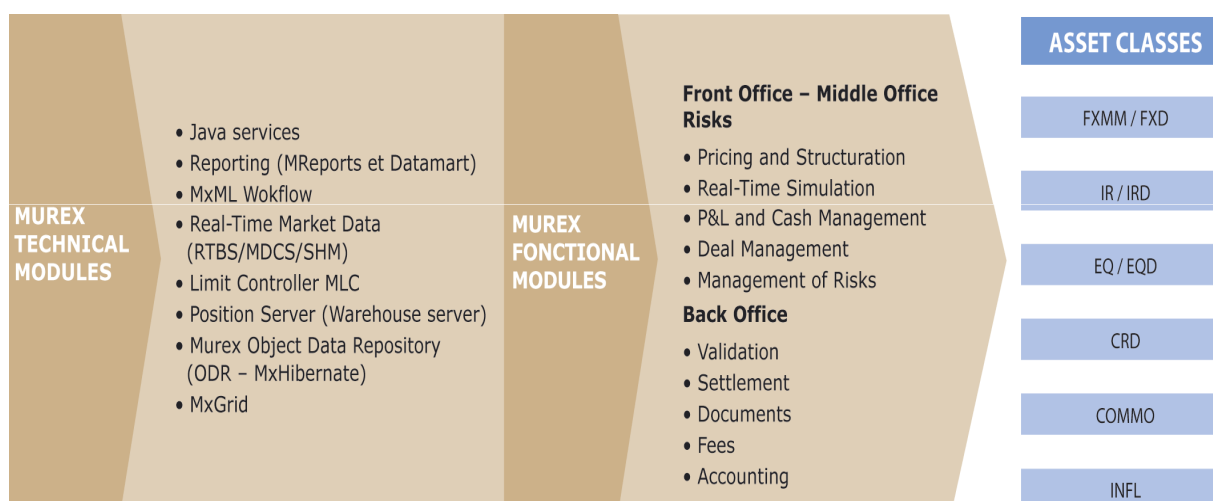 MUREX
TECHNICAL
MODULES
• Java services
• Reporting (MReports et Datamart)
• MxML Wokflow
• Real-Time Market Data
(RTBS/MDCS/SHM)
• Limit Controller MLC
• Position Server (Warehouse server)
• Murex Object Data Repository
(ODR – MxHibernate)
• MxGrid
MUREX
FONCTIONAL
MODULES
Front Office – Middle Office
Risks
• Pricing and Structuration
• Real-Time Simulation
• P&L and Cash Management
• Deal Management
• Management of Risks
Back Office
• Validation
• Settlement
• Documents
• Fees
• Accounting
ASSET CLASSES
FXMM / FXD
IR / IRD
EQ / EQD
CRD
COMMO
INFL